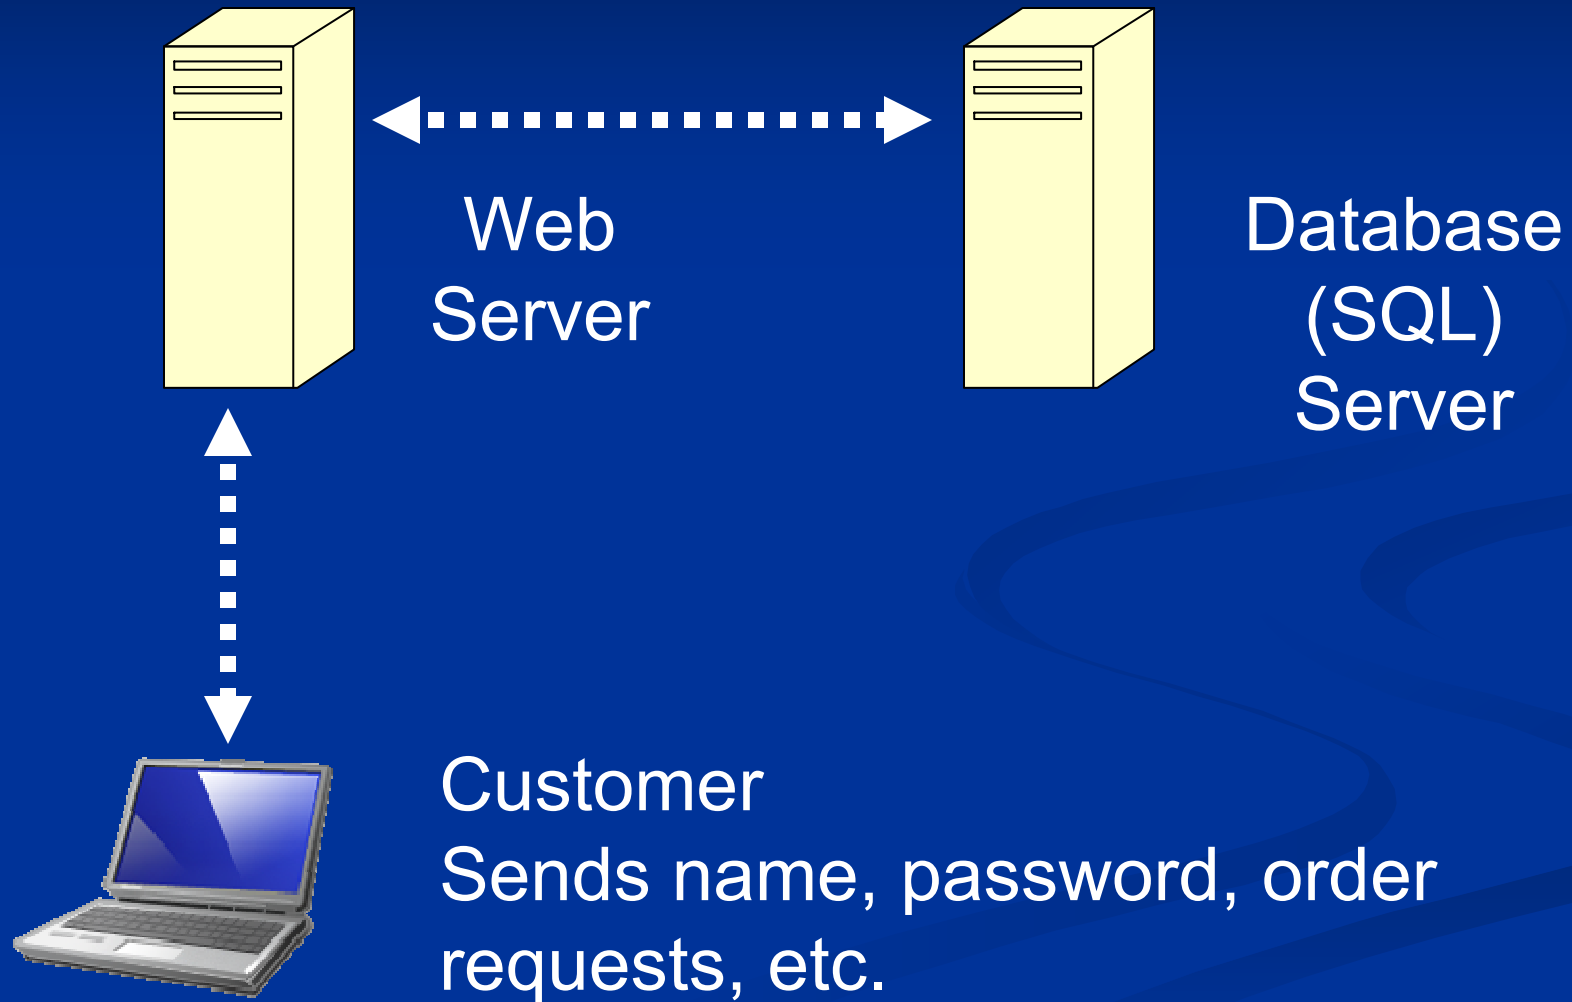 Web
Server
Database
(SQL)
Server
Customer
Sends name, password, order
requests, etc.